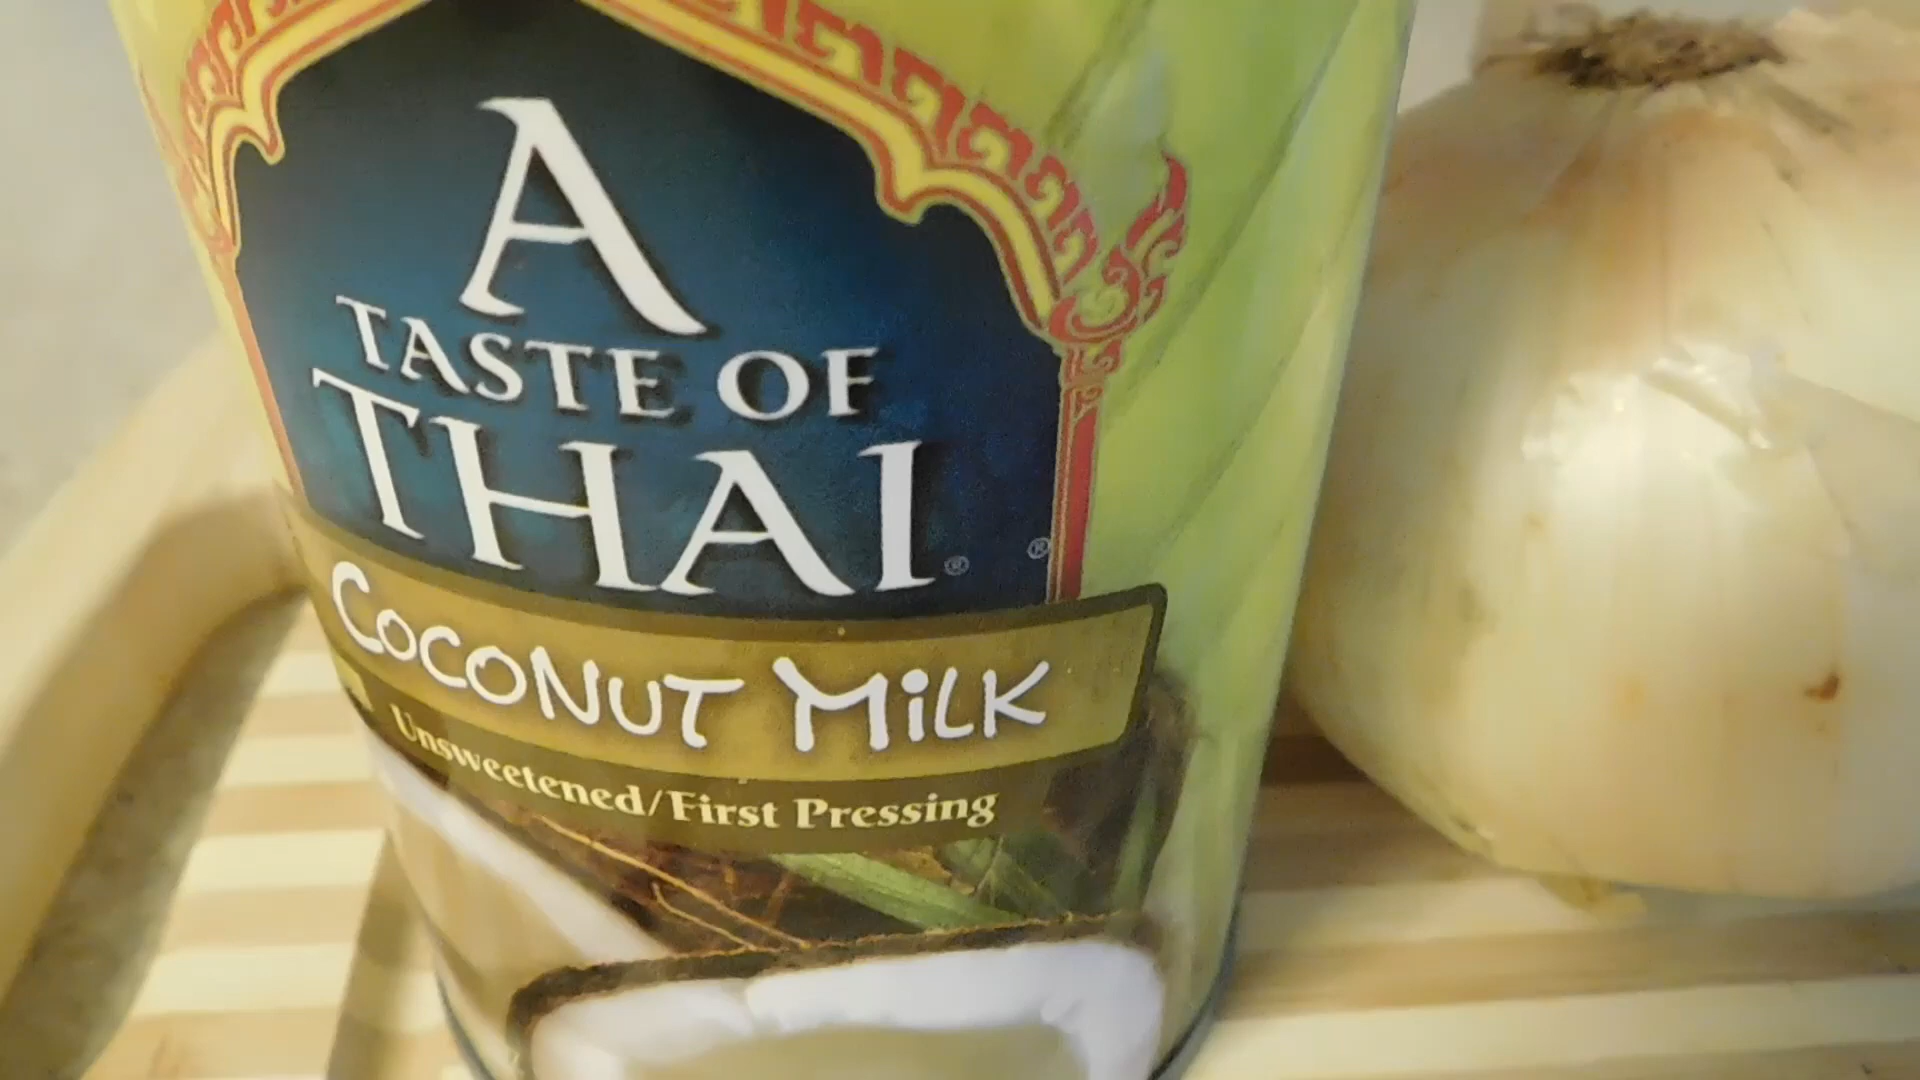 A
TASTE OF
THAI®
®
COCONUT MiLK
Unsweetened/First Pressing